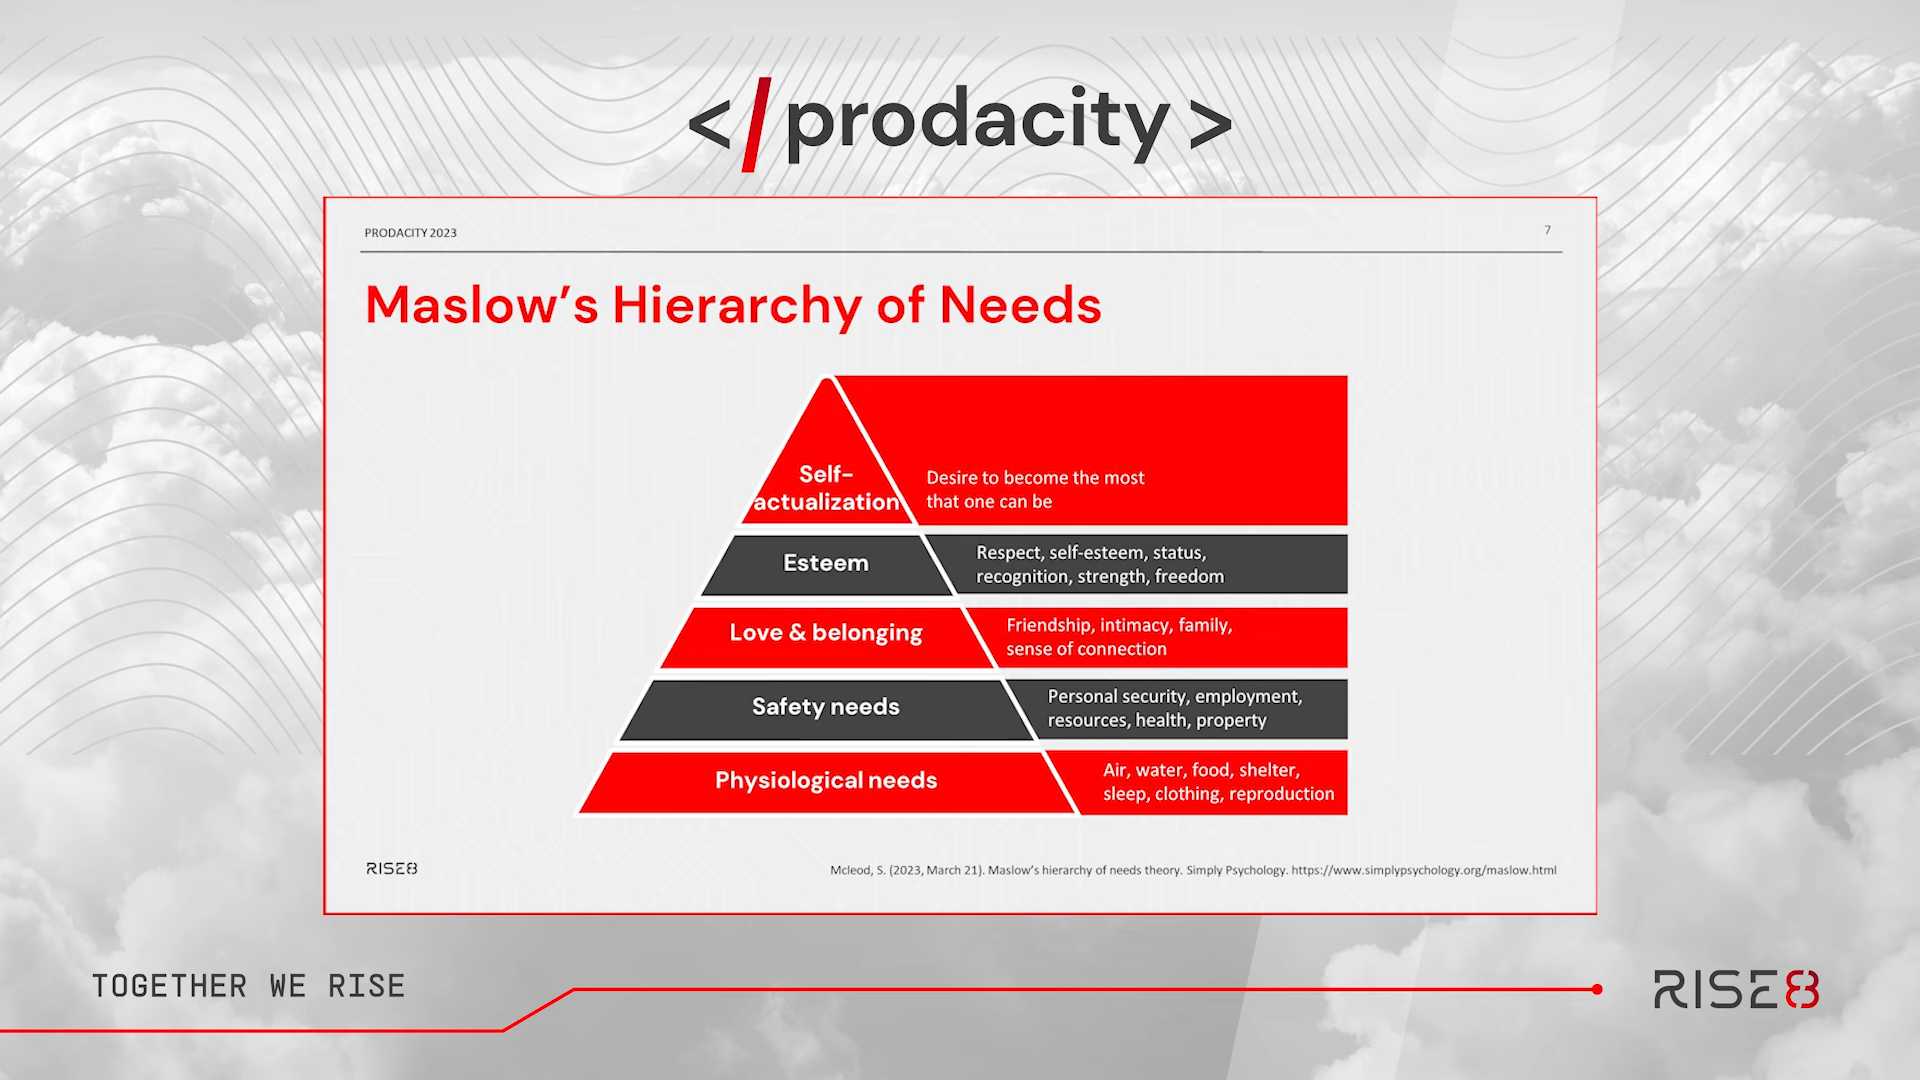 </prodacity>
PRODACITY 2023
7
Maslow’s Hierarchy of Needs
Self-
actualization
Desire to become the most
that one can be
Esteem
Respect, self-esteem, status,
recognition, strength, freedom
Love & belonging
Friendship, intimacy, family,
sense of connection
Safety needs
Personal security, employment,
resources, health, property
Physiological needs
Air, water, food, shelter,
sleep, clothing, reproduction
RISE8
Mcleod, S. (2023, March 21). Maslow’s hierarchy of needs theory. Simply Psychology. https://www.simplypsychology.org/maslow.html
TOGETHER WE RISE
RISE8